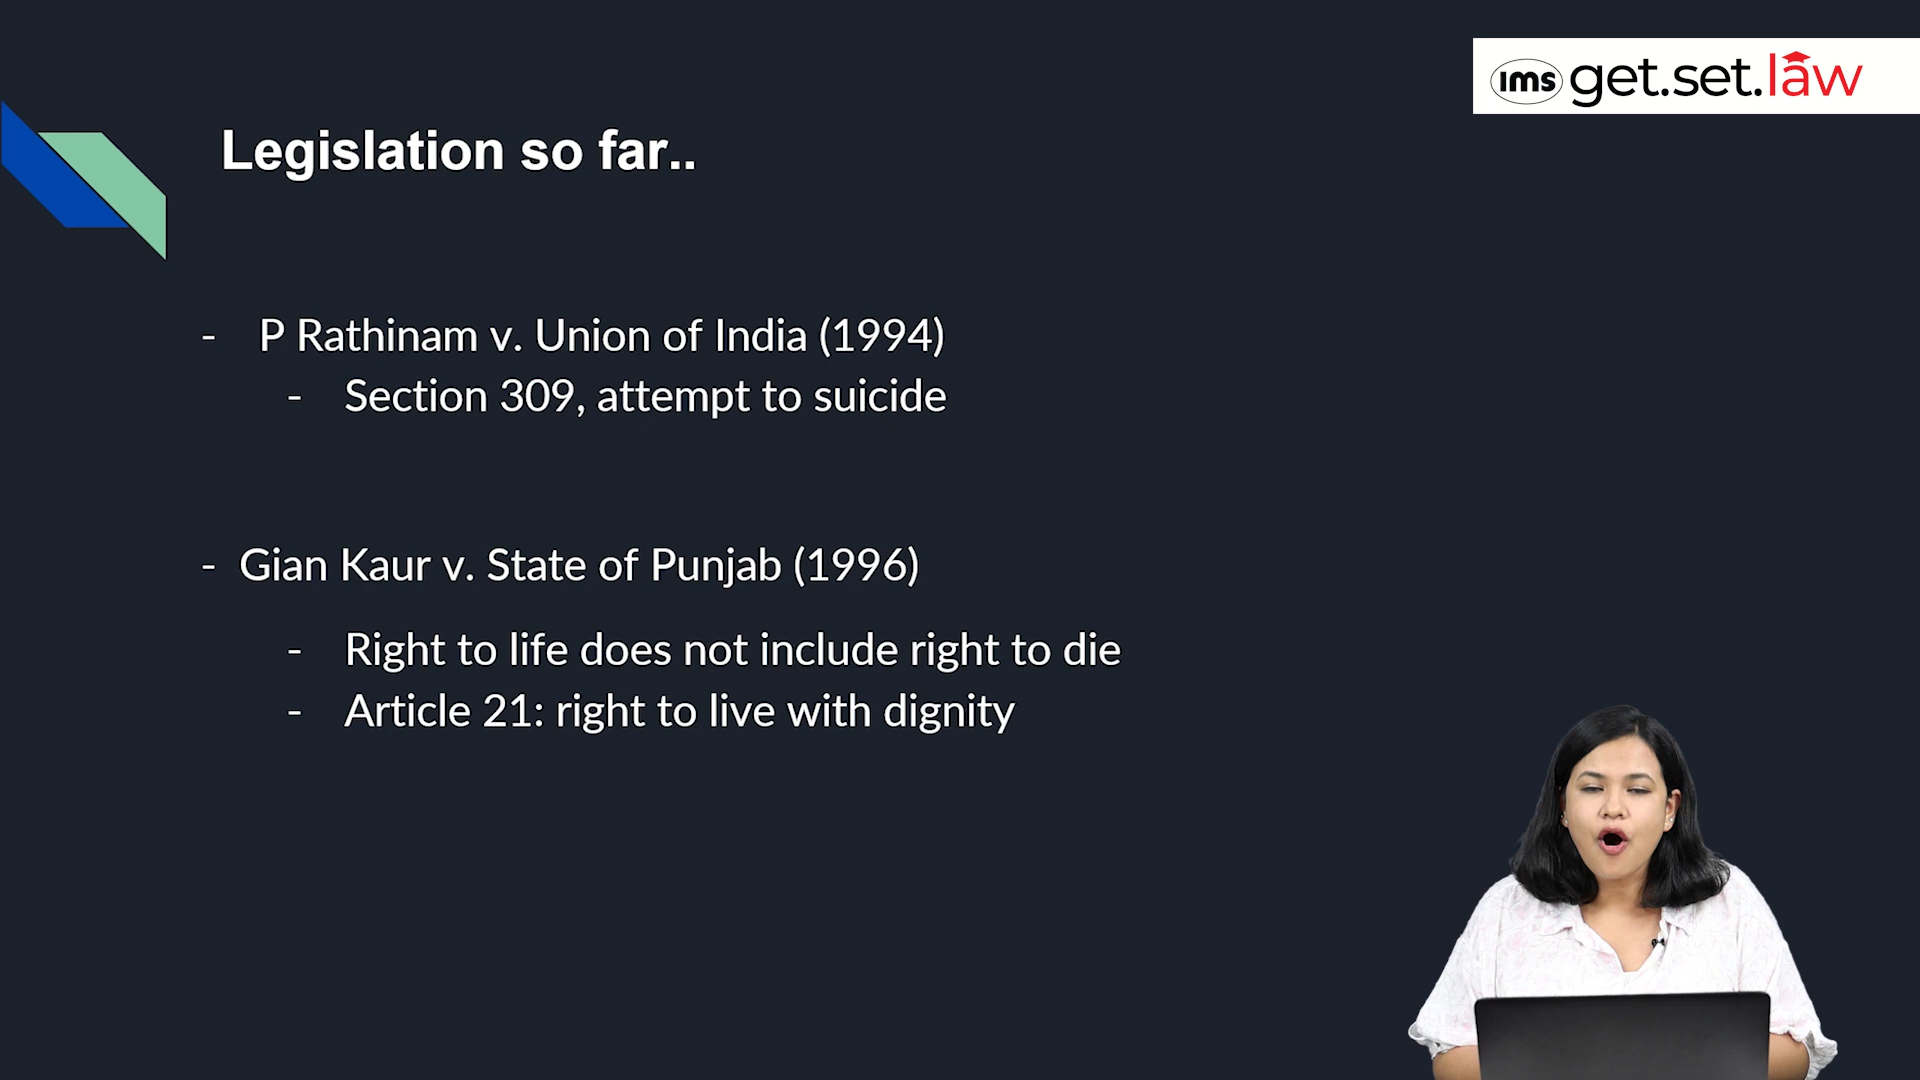 ims get.set.law
Legislation so far..
- P Rathinam v. Union of India (1994)
- Section 309, attempt to suicide
- Gian Kaur v. State of Punjab (1996)
- Right to life does not include right to die
- Article 21: right to live with dignity